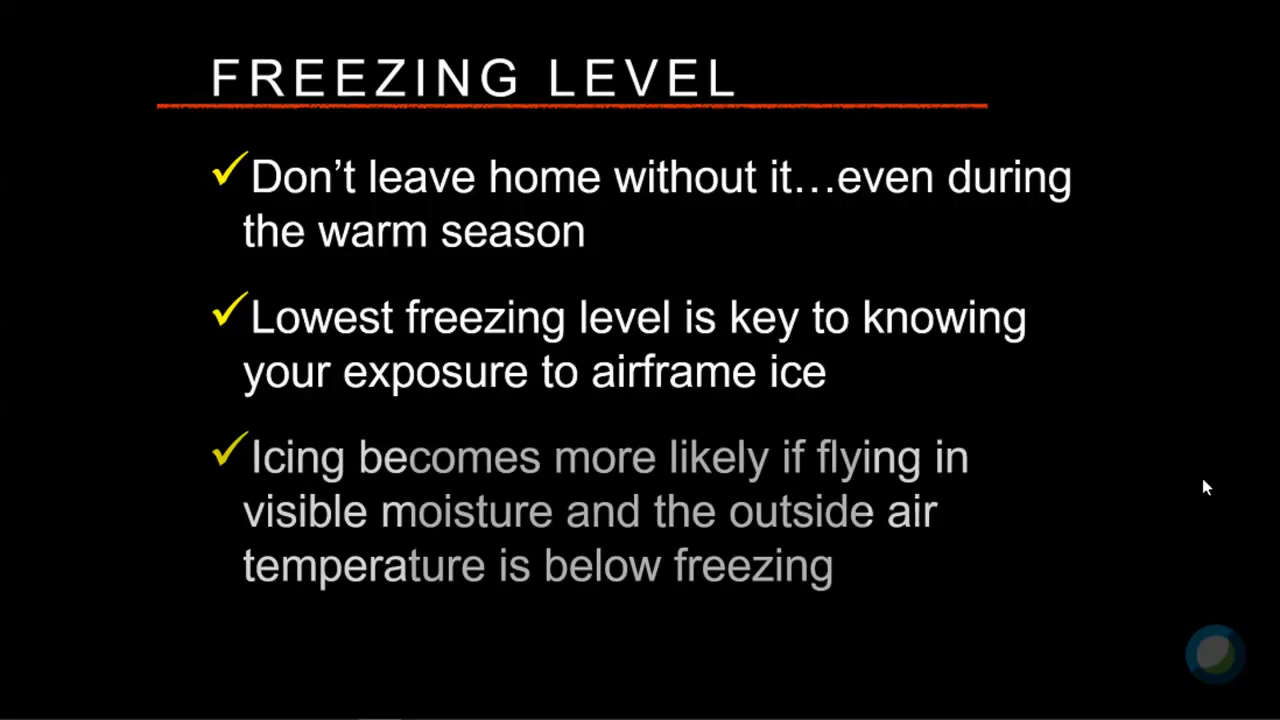 FREEZING LEVEL
✓Don’t leave home without it…even during
the warm season
✓Lowest freezing level is key to knowing
your exposure to airframe ice
✓Icing becomes more likely if flying in
visible moisture and the outside air
temperature is below freezing